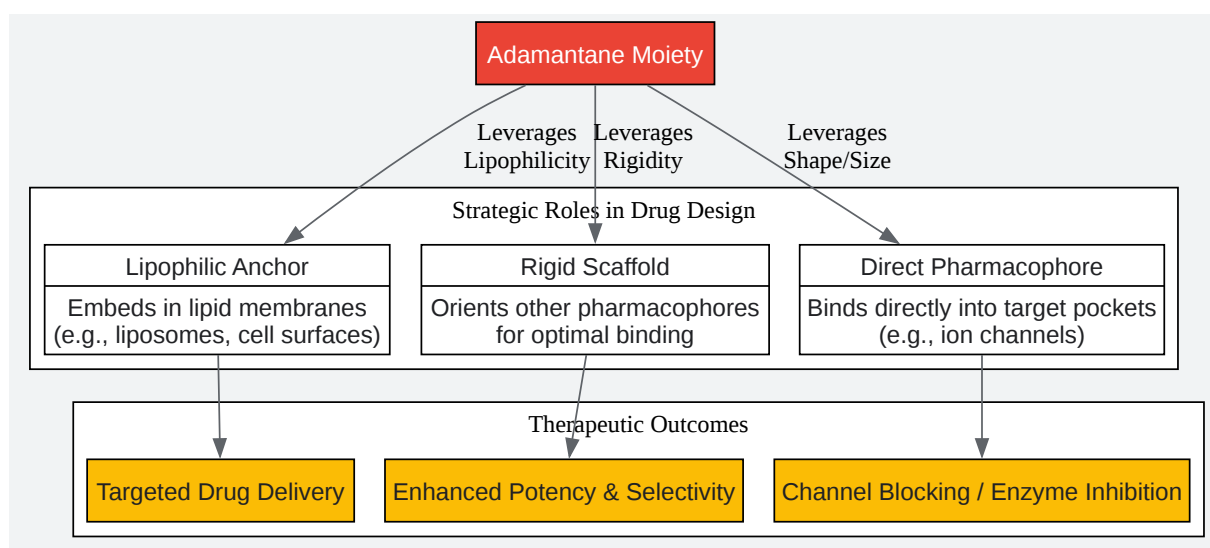 Adamantane Moiety
Leverages
Lipophilicity
Leverages
Rigidity
Leverages
Shape/Size
Strategic Roles in Drug Design
Lipophilic Anchor
Embeds in lipid membranes
(e.g., liposomes, cell surfaces)
Rigid Scaffold
Orients other pharmacophores
for optimal binding
Direct Pharmacophore
Binds directly into target pockets
(e.g., ion channels)
Therapeutic Outcomes
Targeted Drug Delivery
Enhanced Potency & Selectivity
Channel Blocking / Enzyme Inhibition